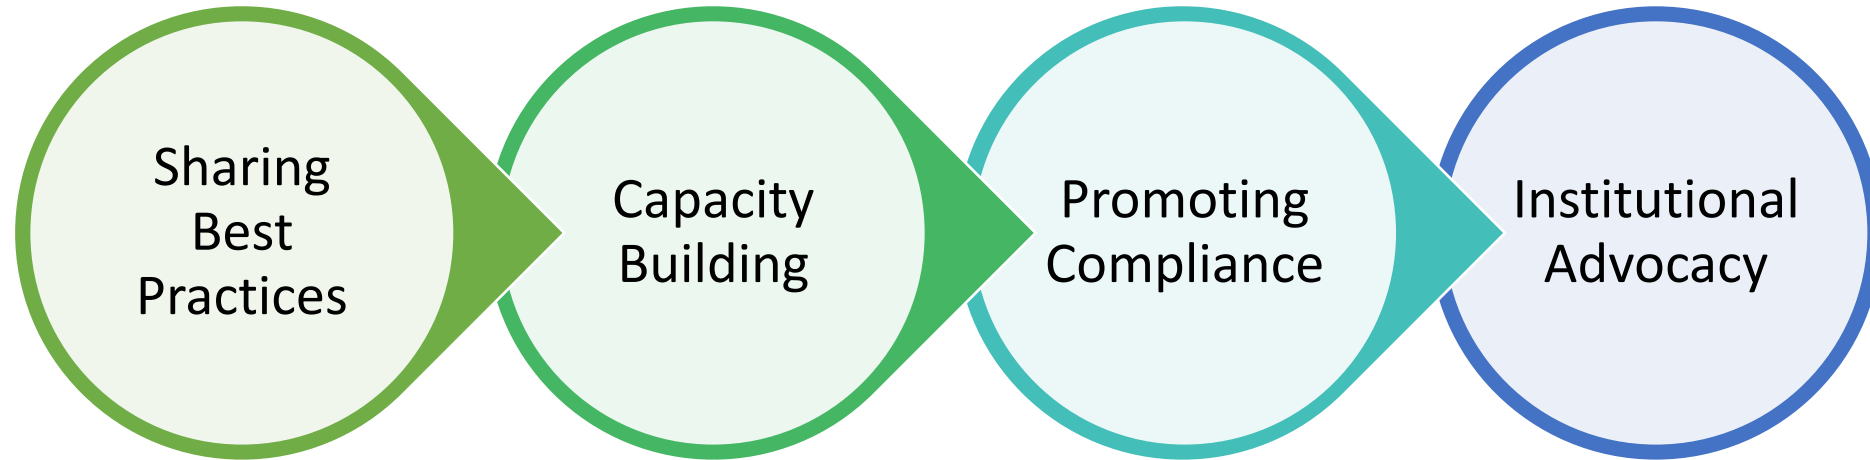 Sharing
Best
Practices
Capacity
Building
Promoting
Compliance
Institutional
Advocacy